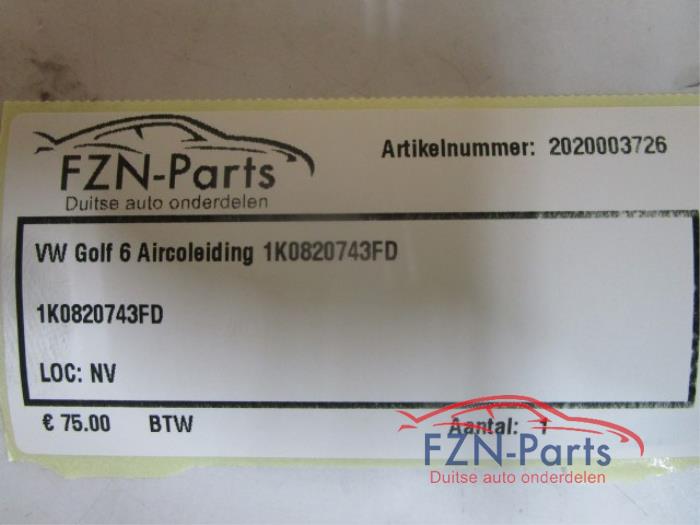 FZN-Parts
Duitse auto onderdelen
Artikelnummer: 2020003726
VW Golf 6 Aircoleiding 1K0820743FD
1K0820743FD
LOC: NV
€ 75.00 BTW Aantal: 1
FZN-Parts
Duitse auto onderdelen